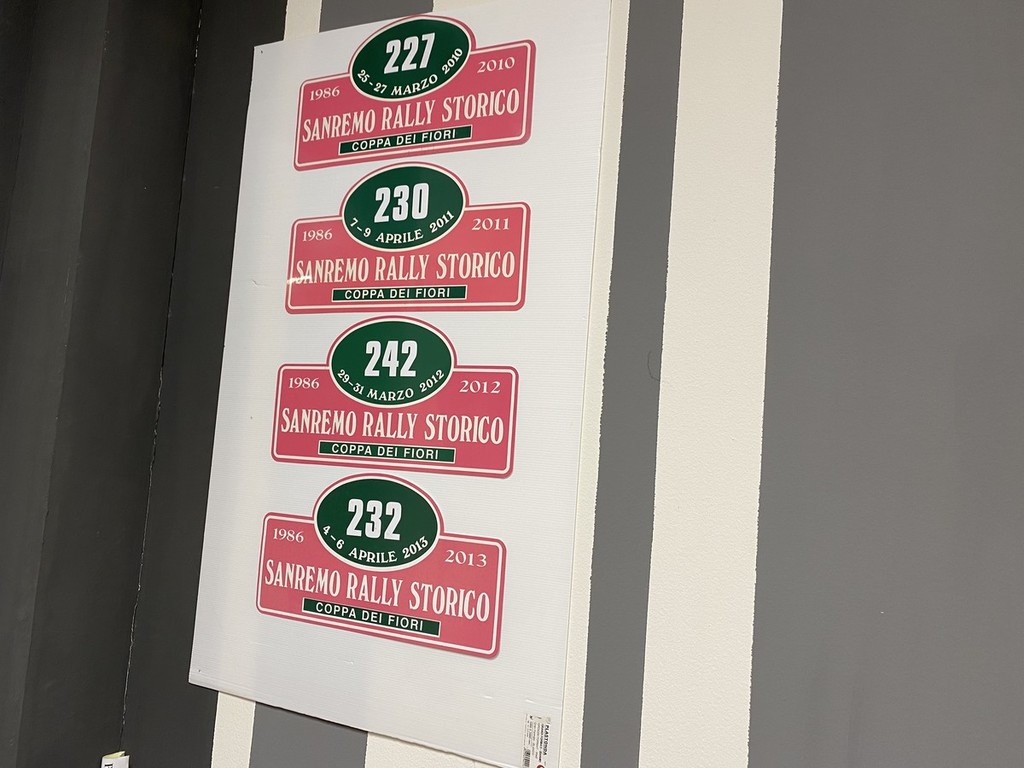 227
25-27 MARZO 2010
1986 2010
SANREMO RALLY STORICO
COPPA DEI FIORI
230
7-9 APRILE 2011
1986 2011
SANREMO RALLY STORICO
COPPA DEI FIORI
242
29-31 MARZO 2012
1986 2012
SANREMO RALLY STORICO
COPPA DEI FIORI
232
4-6 APRILE 2013
1986 2013
SANREMO RALLY STORICO
COPPA DEI FIORI